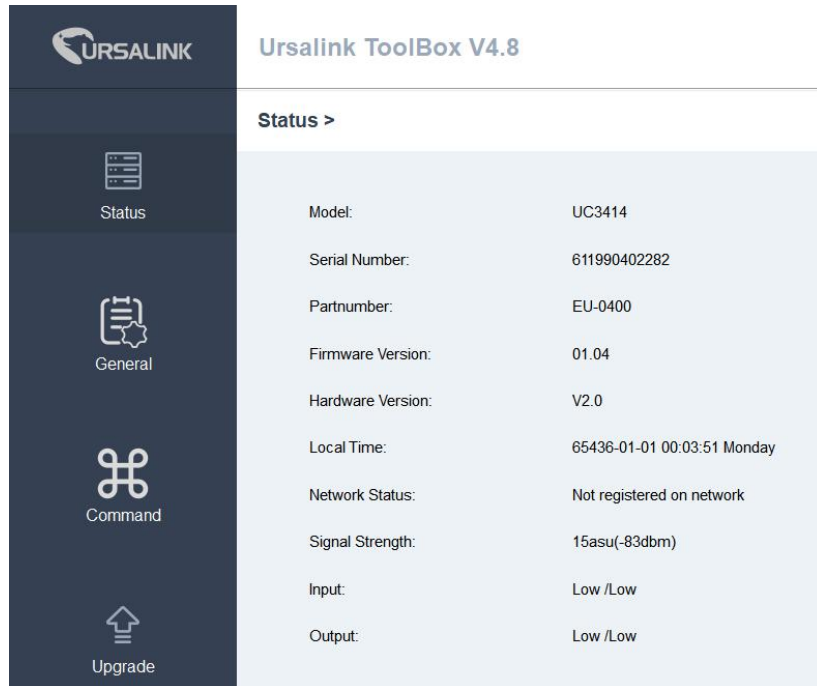 URSALINK
Ursalink ToolBox V4.8
Status >
Status
General
Command
Upgrade
Model: UC3414
Serial Number: 611990402282
Partnumber: EU-0400
Firmware Version: 01.04
Hardware Version: V2.0
Local Time: 65436-01-01 00:03:51 Monday
Network Status: Not registered on network
Signal Strength: 15asu(-83dbm)
Input: Low /Low
Output: Low /Low